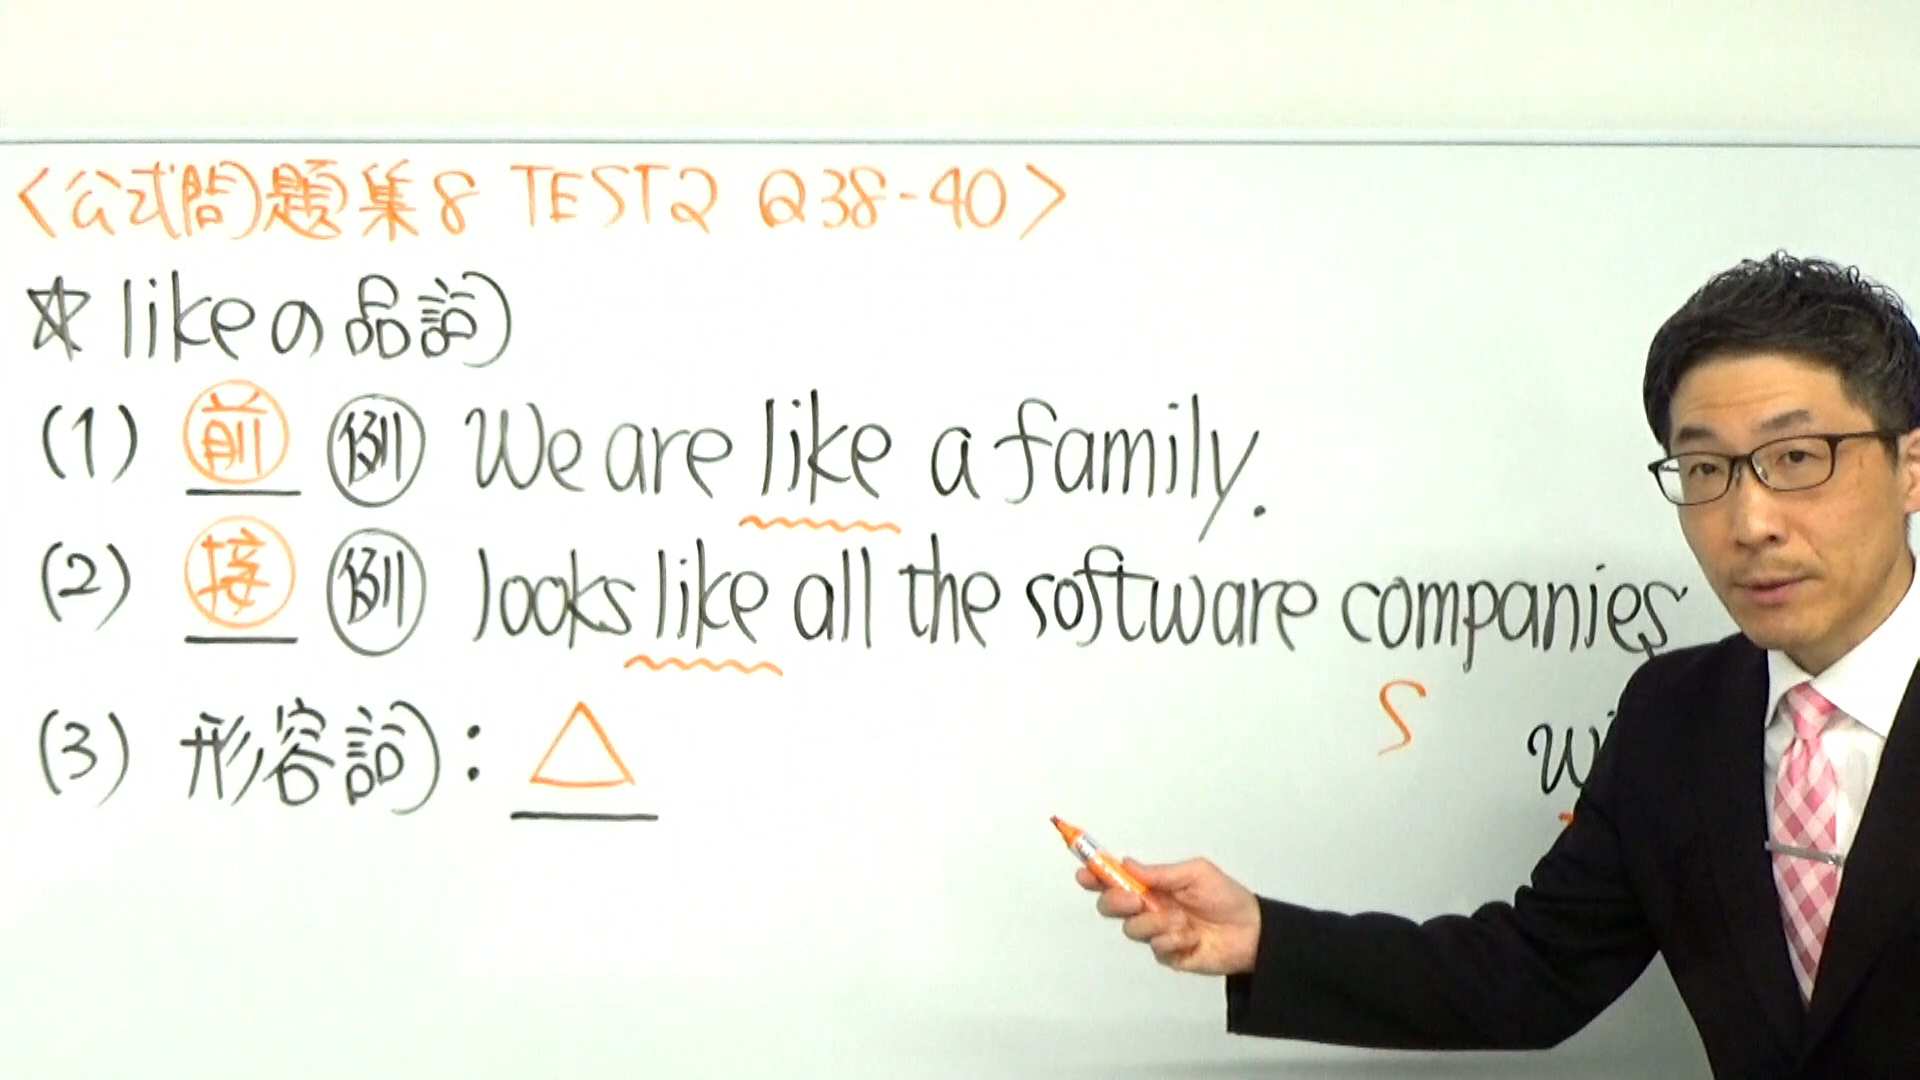 <公式問題集8 TEST2 Q38-40>
☆ likeの品詞
(1) 前 例 We are like a family.
(2) 接 例 looks like all the software companies
S
(3) 形容詞: △